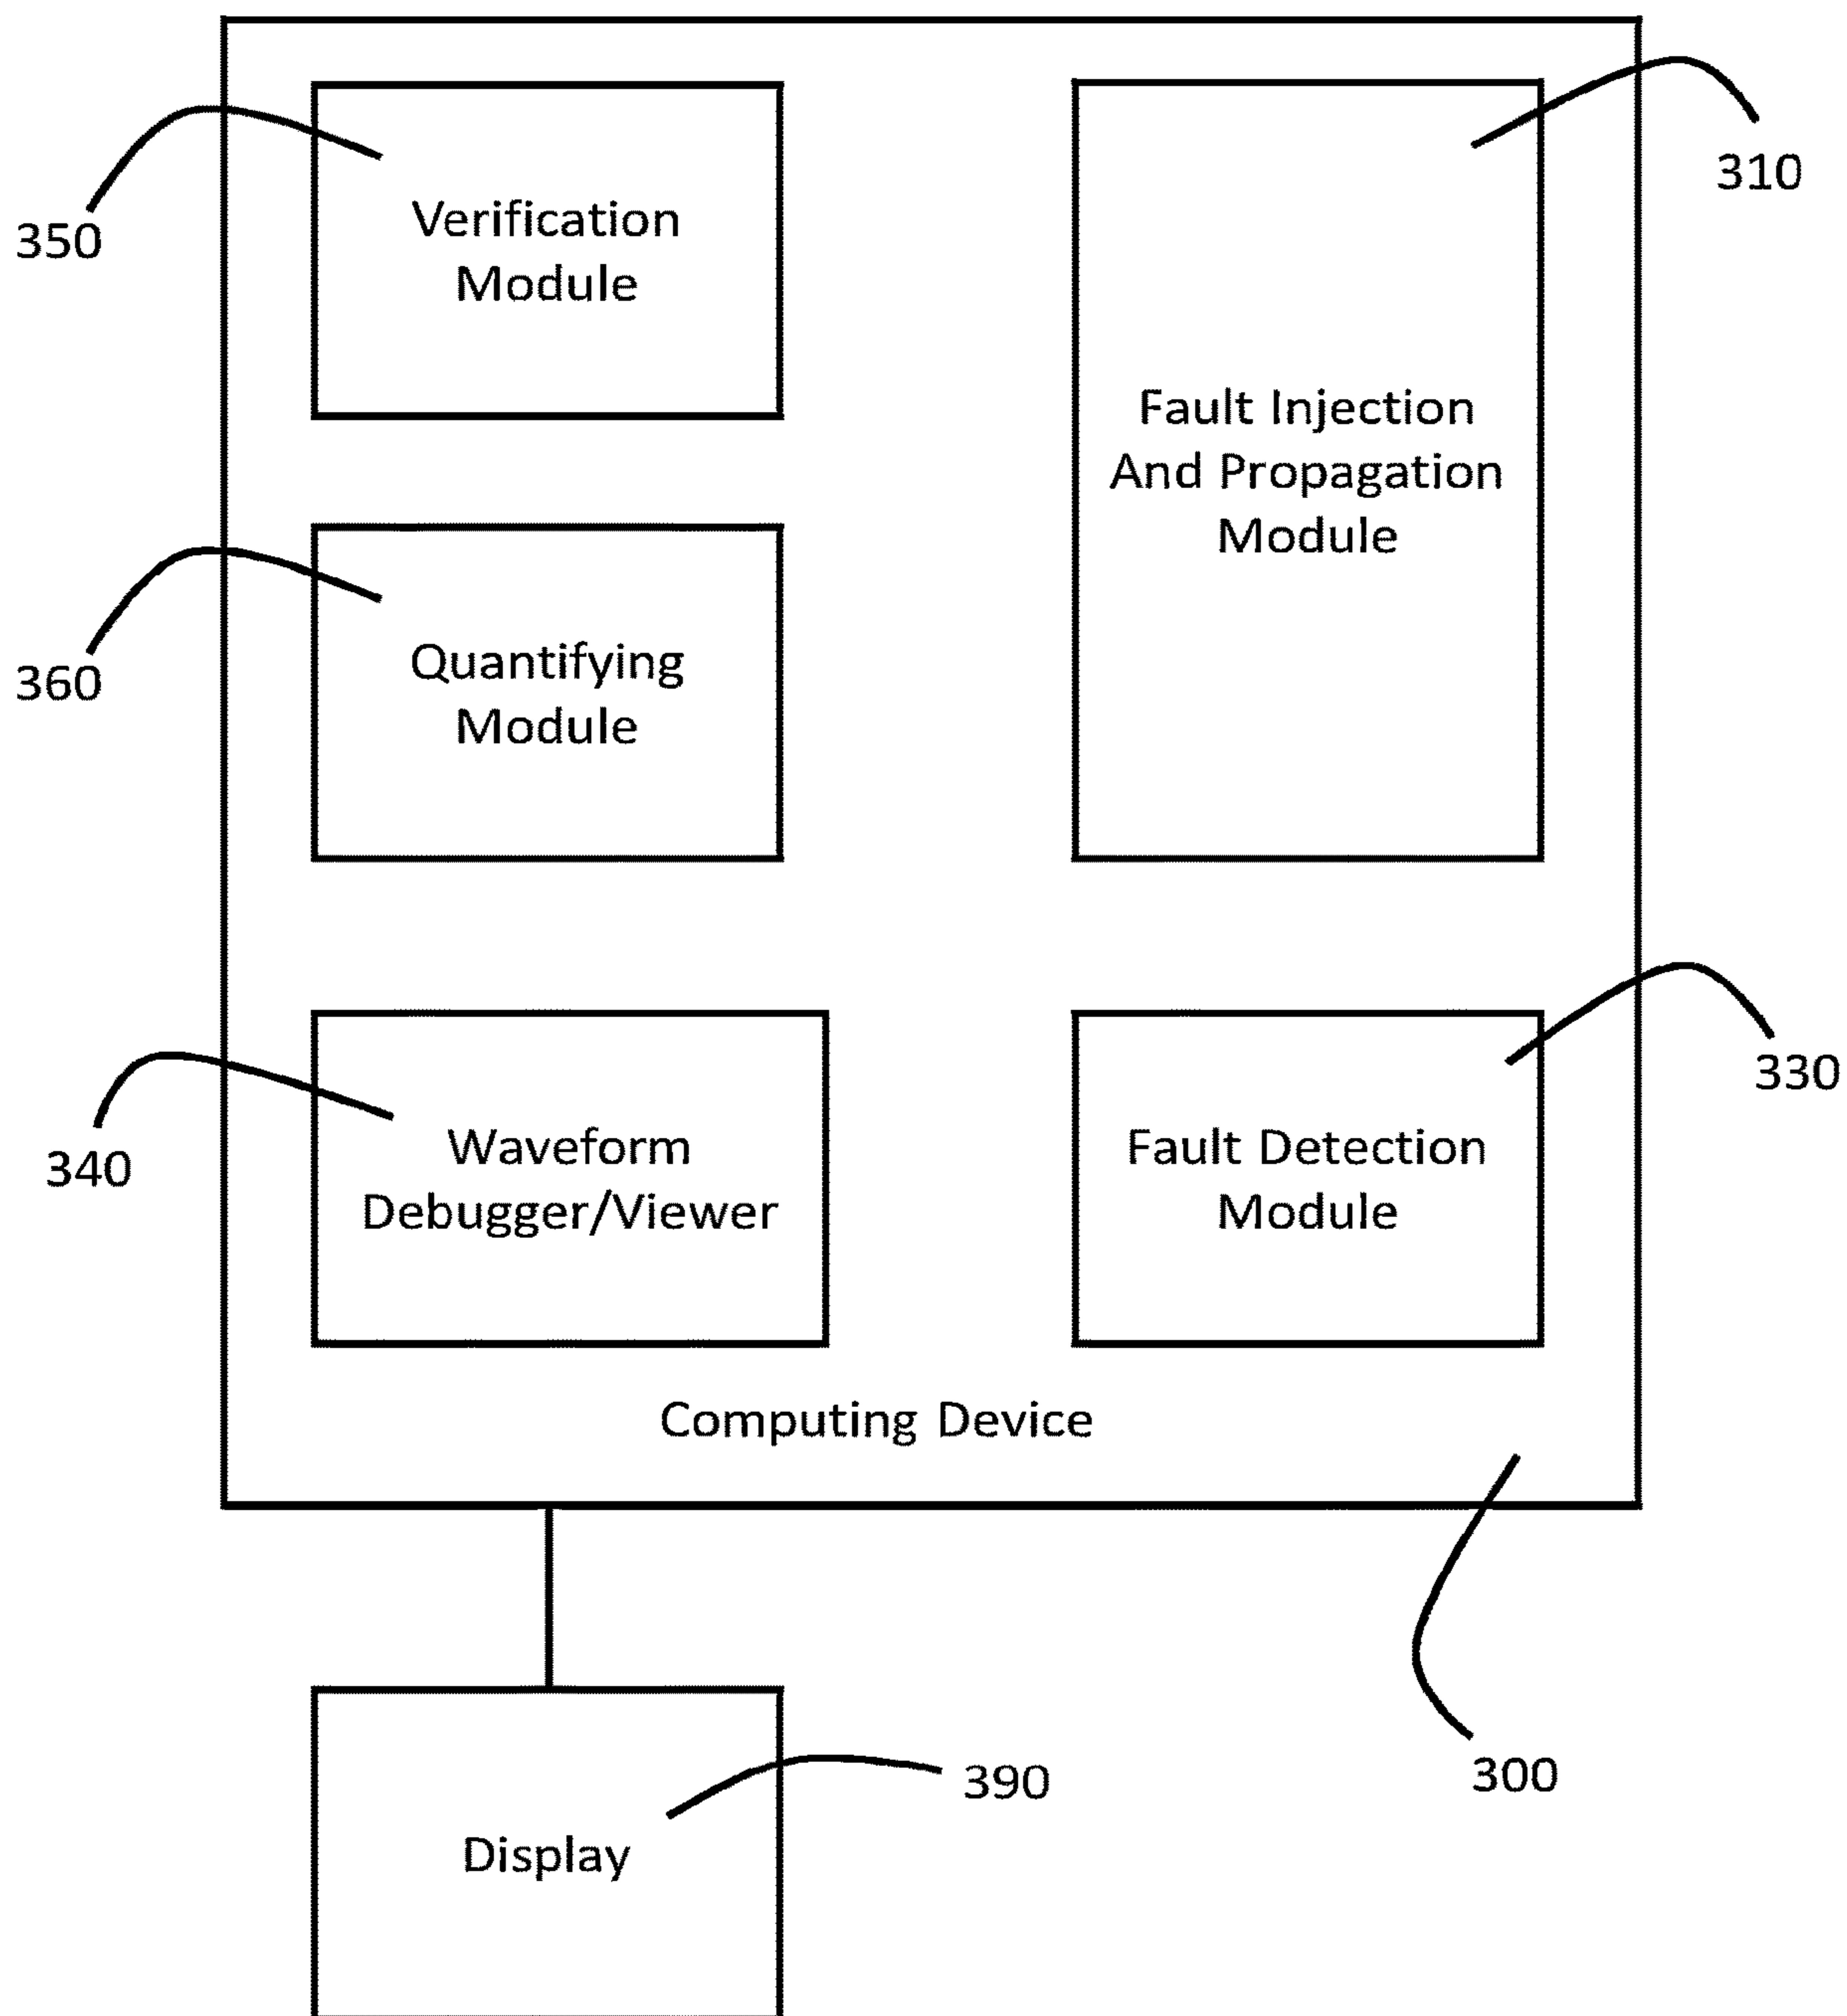 350
Verification
Module
310
Fault Injection
And Propagation
Module
360
Quantifying
Module
340
Waveform
Debugger/Viewer
330
Fault Detection
Module
Computing Device
300
390
Display